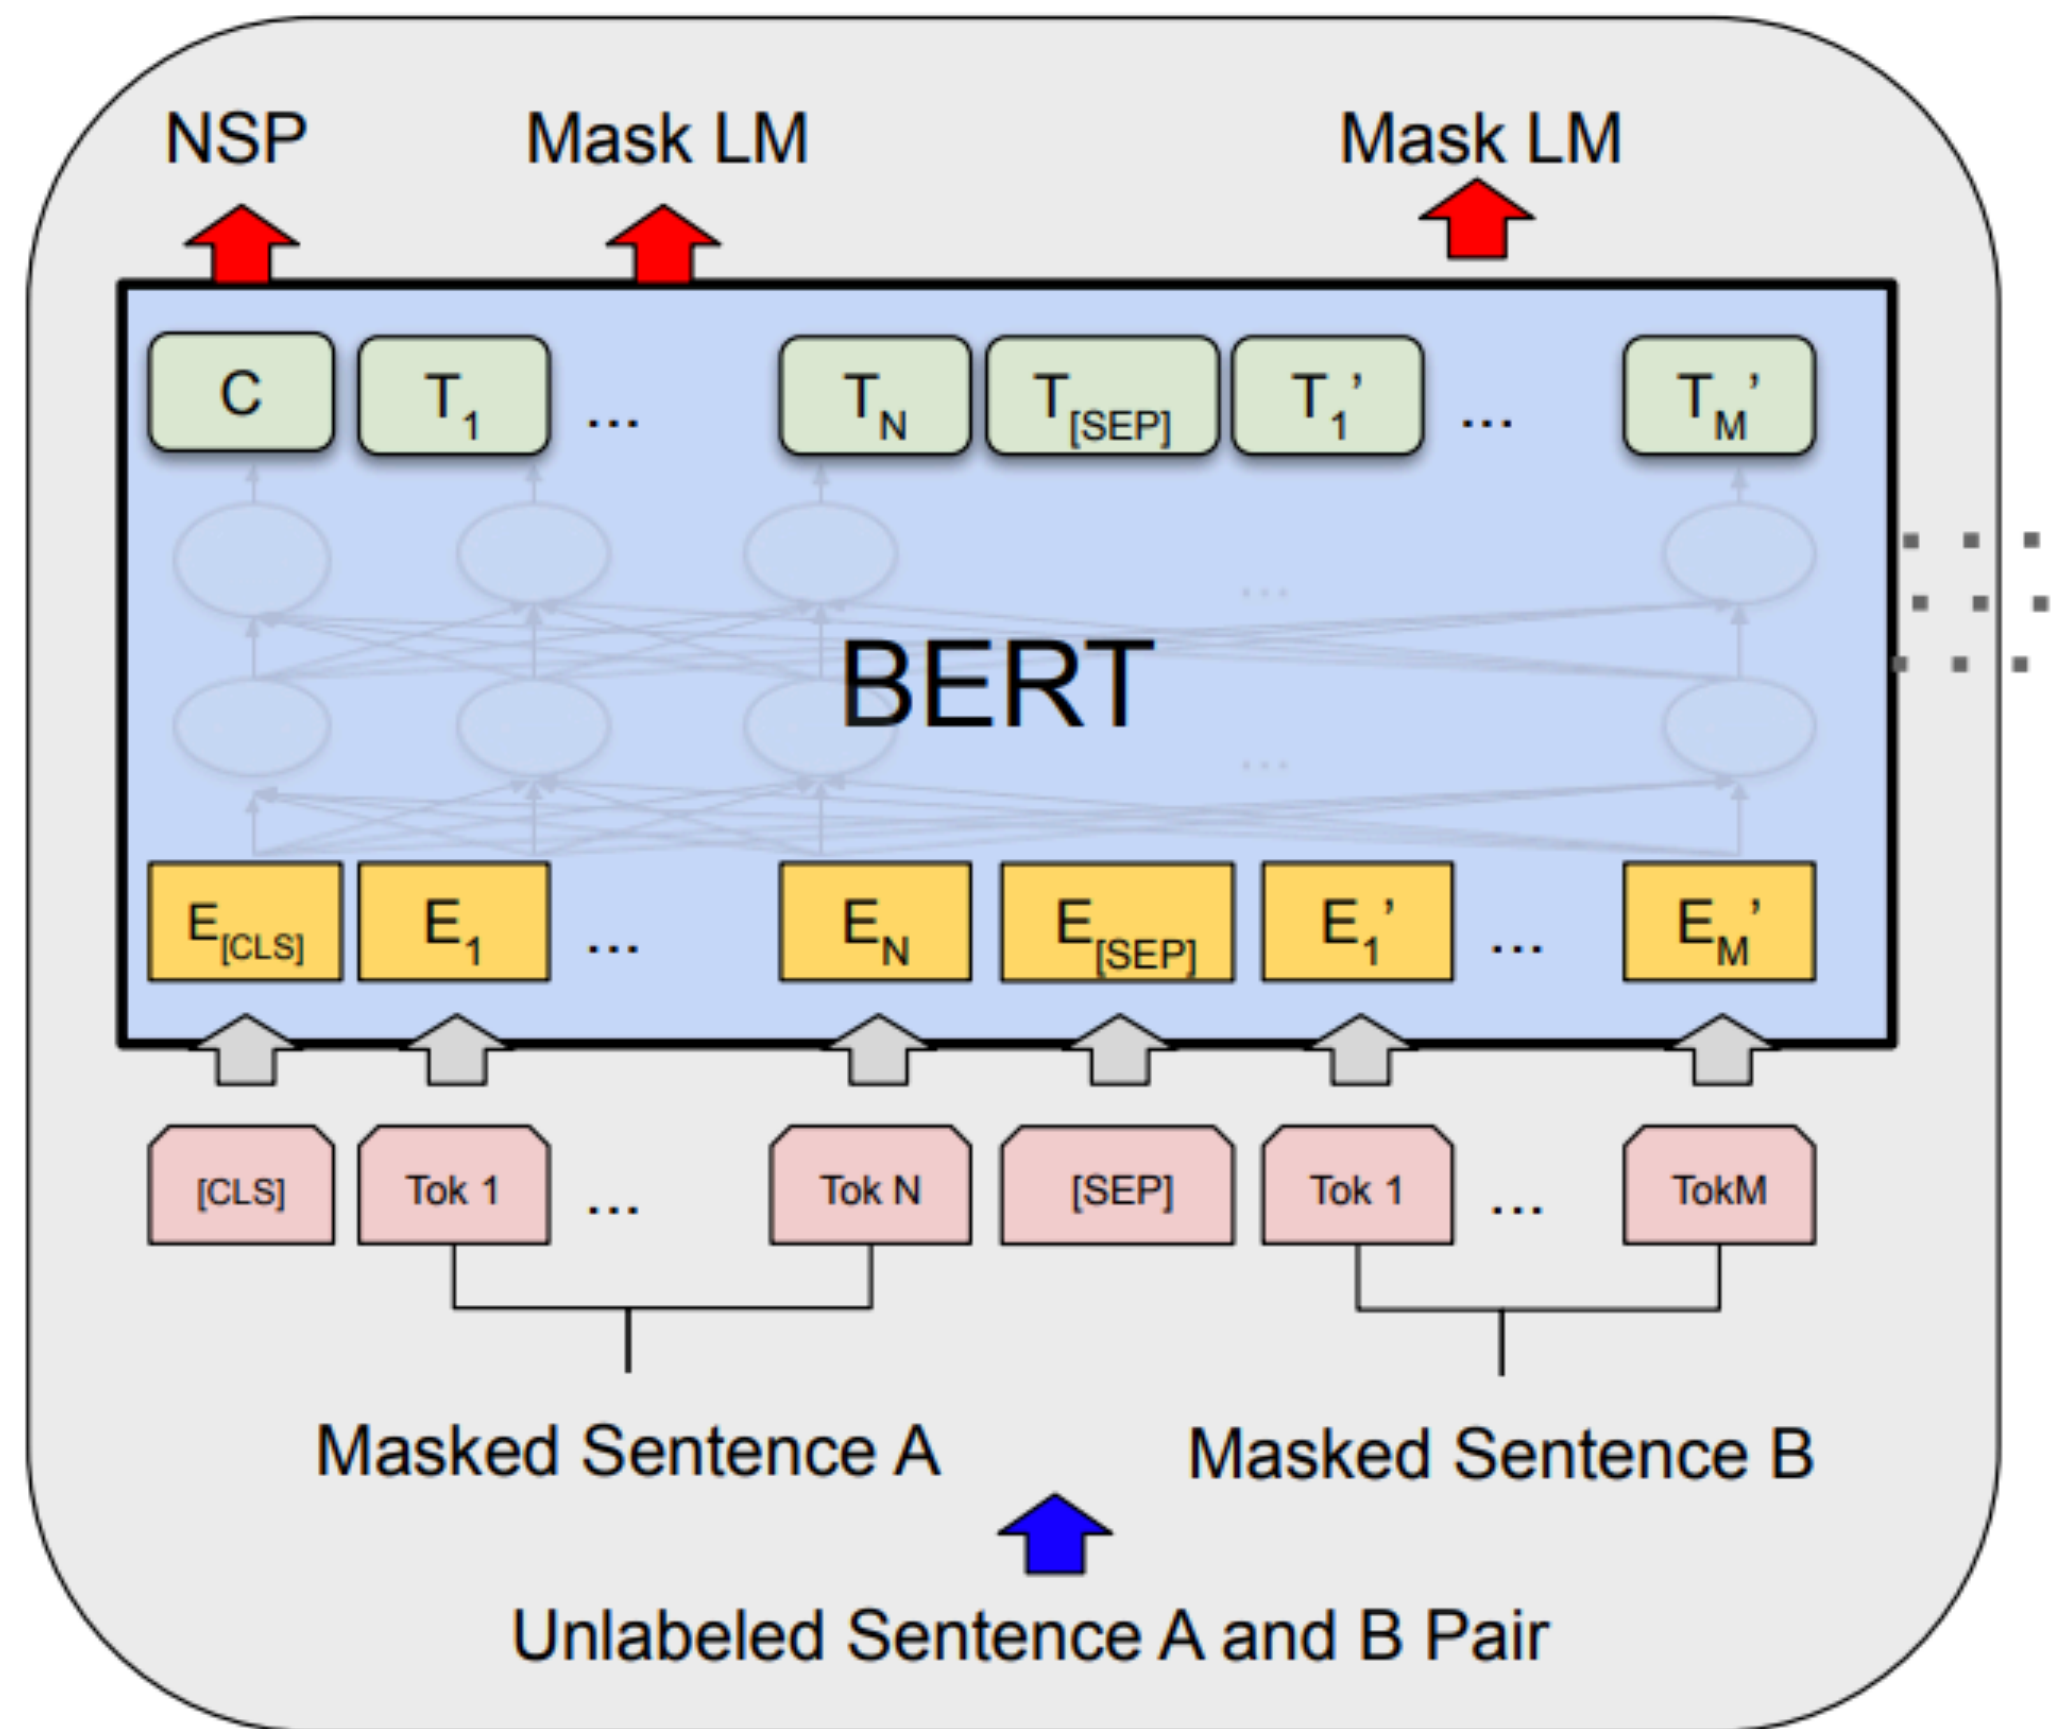 NSP Mask LM Mask LM
C T1 ... TN T[SEP] T1’ ... TM’
...
BERT
...
E[CLS] E1 ... EN E[SEP] E1’ ... EM’
[CLS] Tok 1 ... Tok N [SEP] Tok 1 ... TokM
Masked Sentence A Masked Sentence B
Unlabeled Sentence A and B Pair